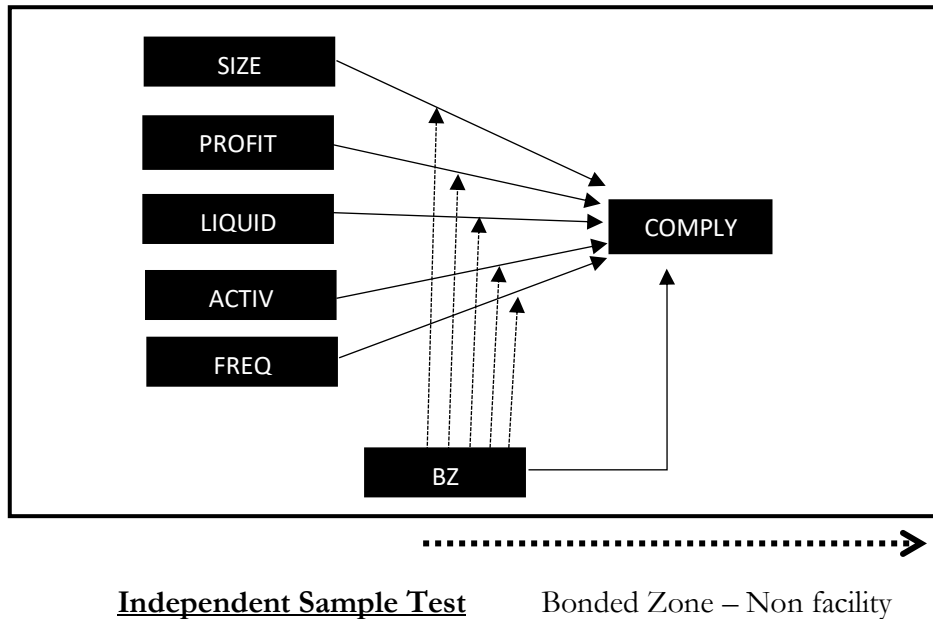 SIZE
PROFIT
LIQUID
COMPLY
ACTIV
FREQ
BZ
Independent Sample Test Bonded Zone – Non facility